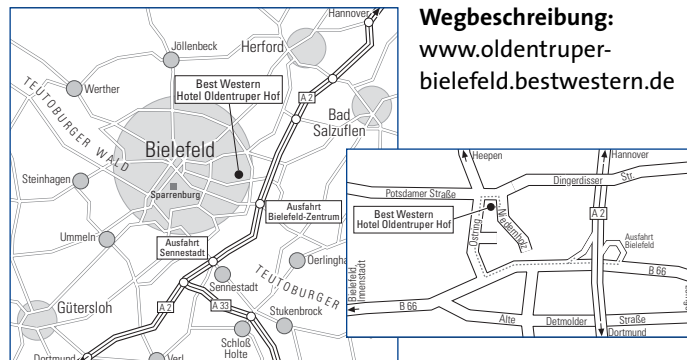 Wegbeschreibung:
www.oldentruper-
bielefeld.bestwestern.de
Hannover
Jöllenbeck
Herford
Werther
Best Western
Hotel Oldentruper Hof
A 2
Bad
Salzuflen
TEUTOBURGER WALD
Bielefeld
Steinhagen
Sparrenburg
Ausfahrt
Bielefeld-Zentrum
Ummeln
Ausfahrt
Sennestadt
Oerlingha
Sennestadt
TEUTOBURGER
Gütersloh
A 2
A 33
Stukenbrock
Schloß
Holte
Dortmund
Verl
Heepen
Hannover
Potsdamer Straße
Dingerdisser
Str.
Best Western
Hotel Oldentruper Hof
Niedernholz
A 2
Ausfahrt
Bielefeld
Bielefeld
Innenstadt
B 66
B 66
Alte
Detmolder
Straße
Dortmund